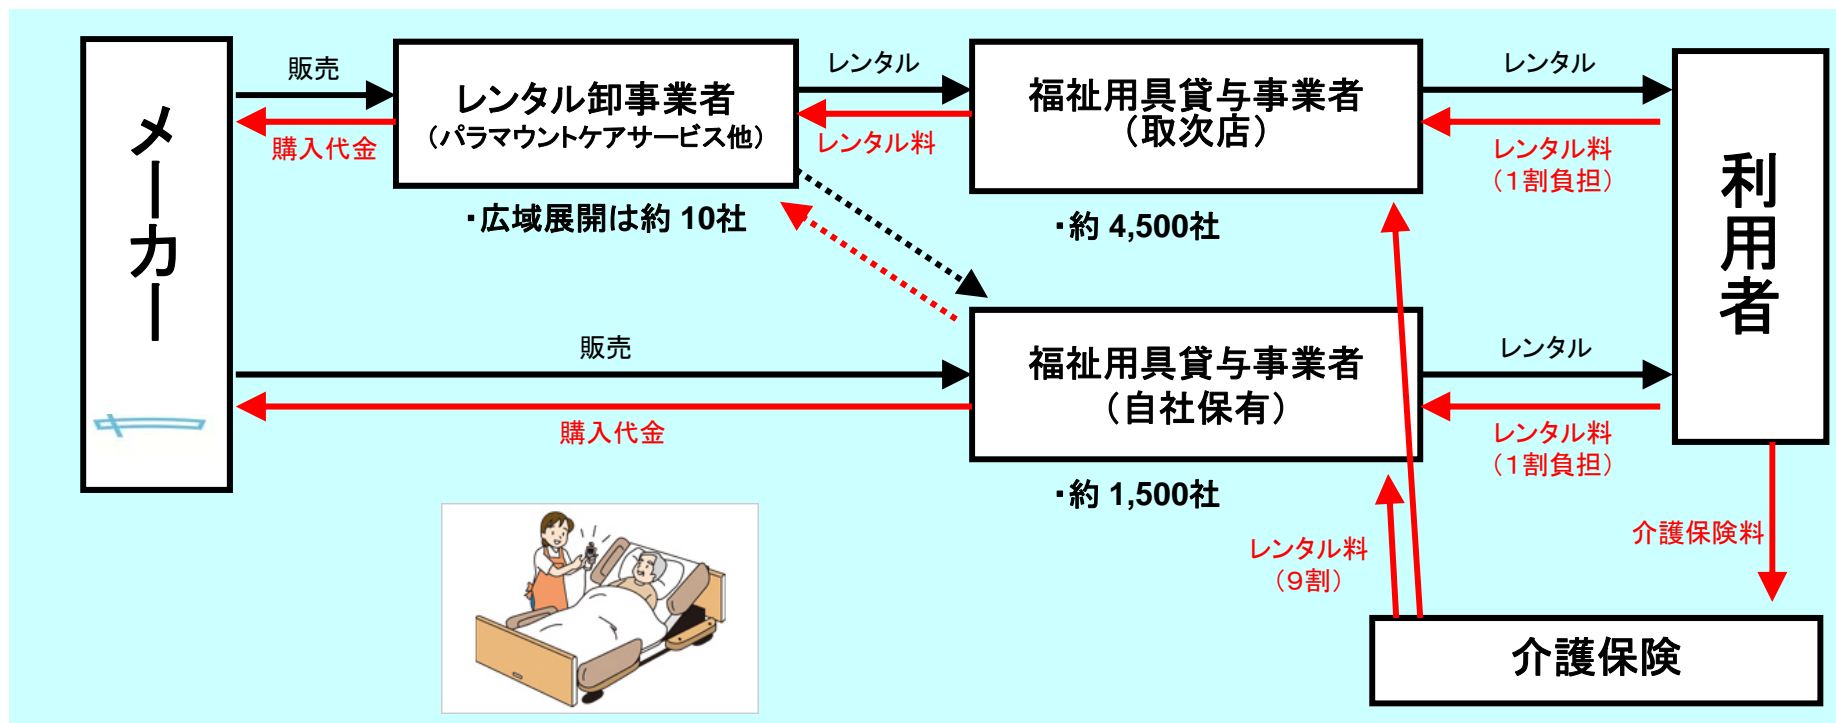 メーカー
販売
購入代金
レンタル卸事業者
（パラマウントケアサービス他）
・広域展開は約 10社
レンタル
レンタル料
福祉用具貸与事業者
（取次店）
・約 4,500社
レンタル
レンタル料
（１割負担）
利用者
販売
購入代金
福祉用具貸与事業者
（自社保有）
・約 1,500社
レンタル
レンタル料
（１割負担）
レンタル料
（９割）
介護保険料
介護保険